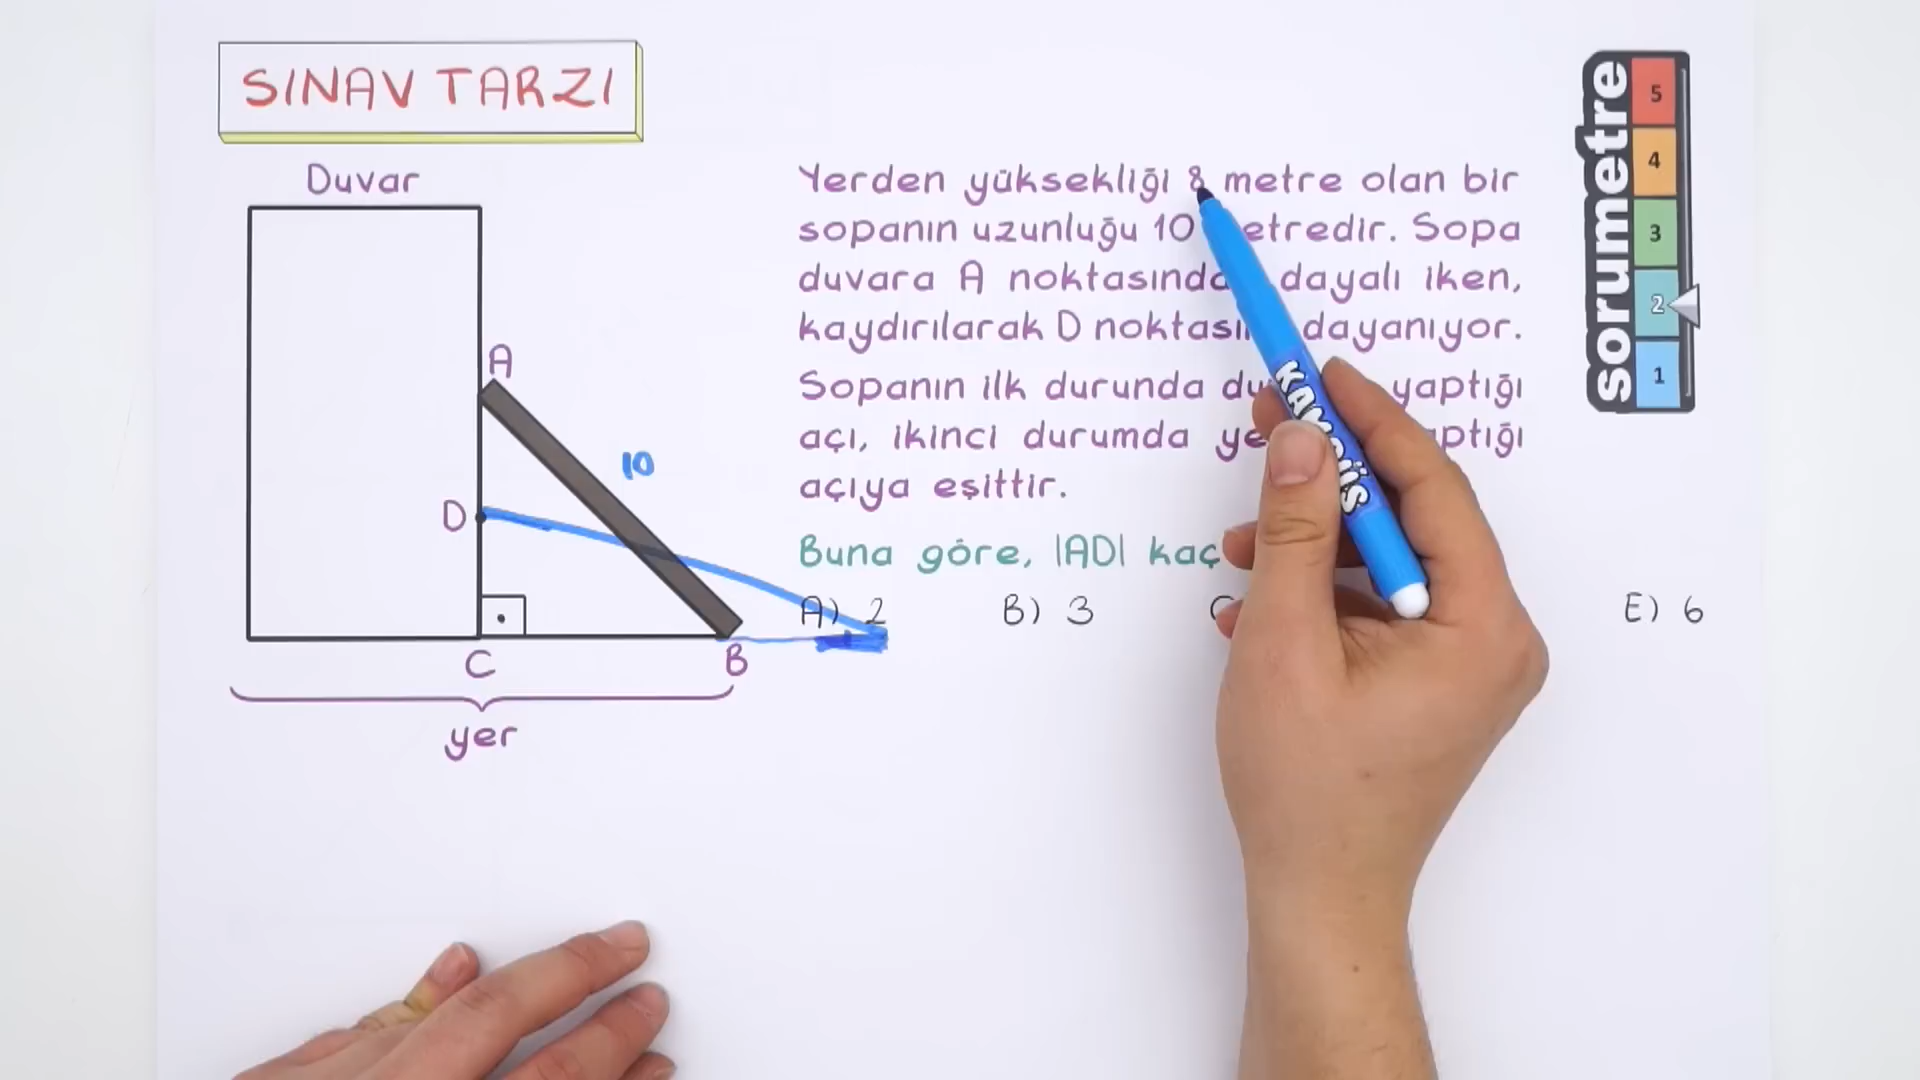 SINAV TARZI
Duvar
A
10
D
C
B
yer
Yerden yüksekliği 8 metre olan bir
sopanın uzunluğu 10 etredir. Sopa
duvara A dayalı iken,
kaydırılarak D dayanıyor.
Sopanın ilk durunda yaptığı
açı, ikinci durumda
açıya eşittir.
Buna göre, |AD| kaç
A) 2
B) 3
E) 6
sorumetre
5
4
3
2
1
KAMPÜS